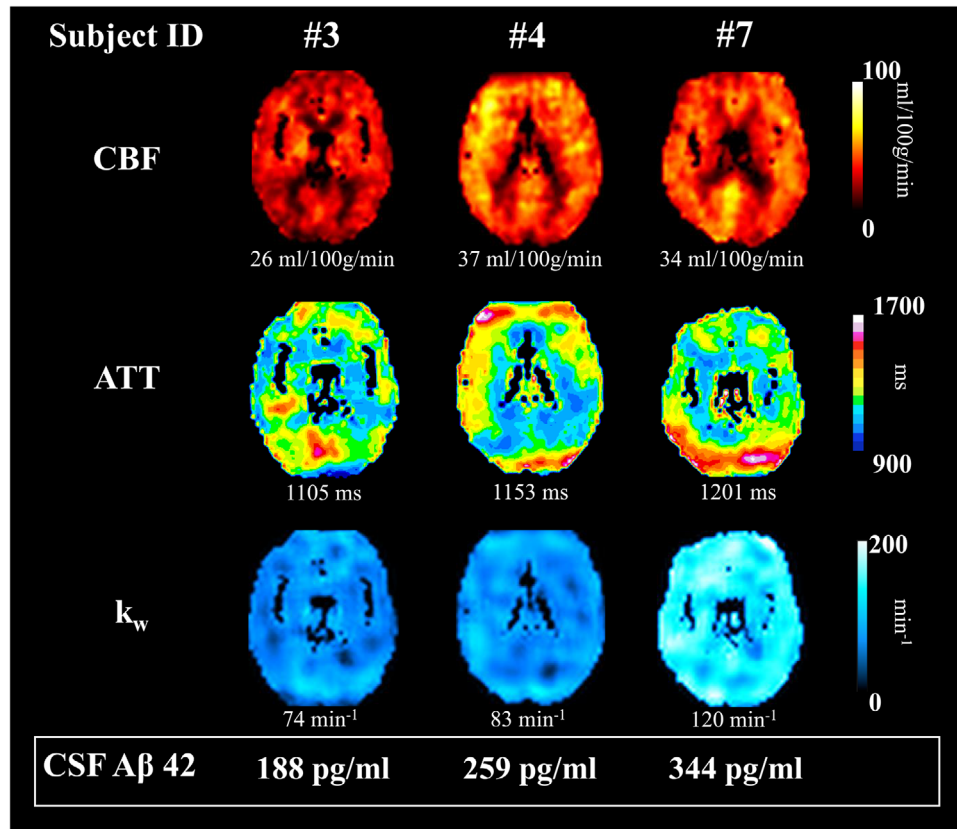 Subject ID #3 #4 #7
CBF
100
ml/100g/min
0
26 ml/100g/min 37 ml/100g/min 34 ml/100g/min
ATT
1700
ms
900
1105 ms 1153 ms 1201 ms
kw
200
min-1
0
74 min-1 83 min-1 120 min-1
CSF Aβ 42 188 pg/ml 259 pg/ml 344 pg/ml